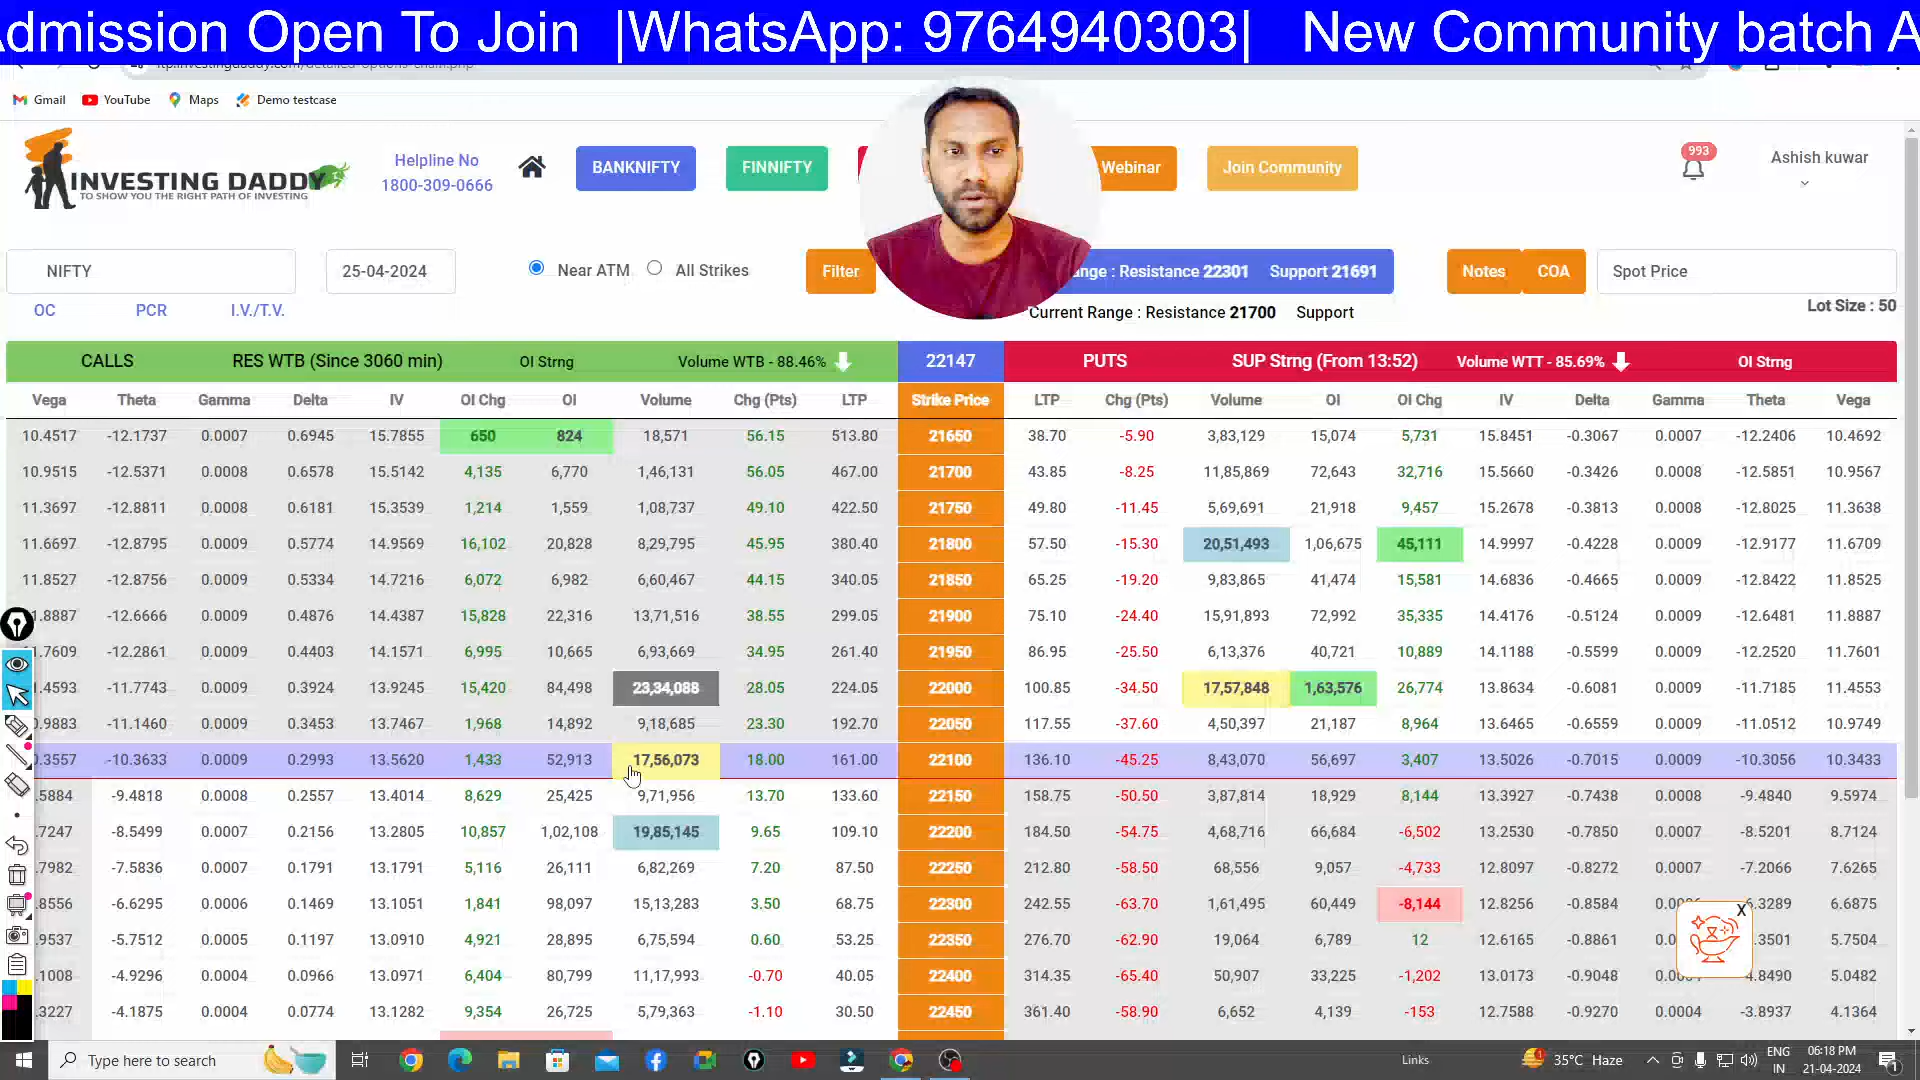 Admission Open To Join |WhatsApp: 9764940303| New Community batch A
ltp.investingdaddy.com/detailed-options-chain.php
Gmail YouTube Maps Demo testcase
INVESTING DADDY
TO SHOW YOU THE RIGHT PATH OF INVESTING
Helpline No
1800-309-0666
BANKNIFTY FINNIFTY Webinar Join Community 993 Ashish kuwar
NIFTY 25-04-2024 Near ATM All Strikes Filter Resistance 22301 Support 21691 Notes COA Spot Price
OC PCR I.V./T.V. Current Range : Resistance 21700 Support Lot Size : 50
CALLS RES WTB (Since 3060 min) OI Strng Volume WTB - 88.46% 22147 PUTS SUP Strng (From 13:52) Volume WTT - 85.69% OI Strng
Vega Theta Gamma Delta IV OI Chg OI Volume Chg (Pts) LTP Strike Price LTP Chg (Pts) Volume OI OI Chg IV Delta Gamma Theta Vega
10.4517 -12.1737 0.0007 0.6945 15.7855 650 824 18,571 56.15 513.80 21650 38.70 -5.90 3,83,129 15,074 5,731 15.8451 -0.3067 0.0007 -12.2406 10.4692
10.9515 -12.5371 0.0008 0.6578 15.5142 4,135 6,770 1,46,131 56.05 467.00 21700 43.85 -8.25 11,85,869 72,643 32,716 15.5660 -0.3426 0.0008 -12.5851 10.9567
11.3697 -12.8811 0.0008 0.6181 15.3539 1,214 1,559 1,08,737 49.10 422.50 21750 49.80 -11.45 5,69,691 21,918 9,457 15.2678 -0.3813 0.0008 -12.8025 11.3638
11.6697 -12.8795 0.0009 0.5774 14.9569 16,102 20,828 8,29,795 45.95 380.40 21800 57.50 -15.30 20,51,493 1,06,675 45,111 14.9997 -0.4228 0.0009 -12.9177 11.6709
11.8527 -12.8756 0.0009 0.5334 14.7216 6,072 6,982 6,60,467 44.15 340.05 21850 65.25 -19.20 9,83,865 41,474 15,581 14.6836 -0.4665 0.0009 -12.8422 11.8525
.8887 -12.6666 0.0009 0.4876 14.4387 15,828 22,316 13,71,516 38.55 299.05 21900 75.10 -24.40 15,91,893 72,992 35,335 14.4176 -0.5124 0.0009 -12.6481 11.8887
.7609 -12.2861 0.0009 0.4403 14.1571 6,995 10,665 6,93,669 34.95 261.40 21950 86.95 -25.50 6,13,376 40,721 10,889 14.1188 -0.5599 0.0009 -12.2520 11.7601
.4593 -11.7743 0.0009 0.3924 13.9245 15,420 84,498 23,34,088 28.05 224.05 22000 100.85 -34.50 17,57,848 1,63,576 26,774 13.8634 -0.6081 0.0009 -11.7185 11.4553
0.9883 -11.1460 0.0009 0.3453 13.7467 1,968 14,892 9,18,685 23.30 192.70 22050 117.55 -37.60 4,50,397 21,187 8,964 13.6465 -0.6559 0.0009 -11.0512 10.9749
0.3557 -10.3633 0.0009 0.2993 13.5620 1,433 52,913 17,56,073 18.00 161.00 22100 136.10 -45.25 8,43,070 56,697 3,407 13.5026 -0.7015 0.0009 -10.3056 10.3433
.5884 -9.4818 0.0008 0.2557 13.4014 8,629 25,425 9,71,956 13.70 133.60 22150 158.75 -50.50 3,87,814 18,929 8,144 13.3927 -0.7438 0.0008 -9.4840 9.5974
.7247 -8.5499 0.0007 0.2156 13.2805 10,857 1,02,108 19,85,145 9.65 109.10 22200 184.50 -54.75 4,68,716 66,684 -6,502 13.2530 -0.7850 0.0007 -8.5201 8.7124
.7982 -7.5836 0.0007 0.1791 13.1791 5,116 26,111 6,82,269 7.20 87.50 22250 212.80 -58.50 68,556 9,057 -4,733 12.8097 -0.8272 0.0007 -7.2066 7.6265
.8556 -6.6295 0.0006 0.1469 13.1051 1,841 98,097 15,13,283 3.50 68.75 22300 242.55 -63.70 1,61,495 60,449 -8,144 12.8256 -0.8584 .3289 6.6875
.9537 -5.7512 0.0005 0.1197 13.0910 4,921 28,895 6,75,594 0.60 53.25 22350 276.70 -62.90 19,064 6,789 12 12.6165 -0.8861 .3501 5.7504
.1008 -4.9296 0.0004 0.0966 13.0971 6,404 80,799 11,17,993 -0.70 40.05 22400 314.35 -65.40 50,907 33,225 -1,202 13.0173 -0.9048 -4.8490 5.0482
.3227 -4.1875 0.0004 0.0774 13.1282 9,354 26,725 5,79,363 -1.10 30.50 22450 361.40 -58.90 6,652 4,139 -153 12.7588 -0.9270 0.0004 -3.8937 4.1364
X
Type here to search Links 35°C Haze ENG IN 06:18 PM 21-04-2024 1